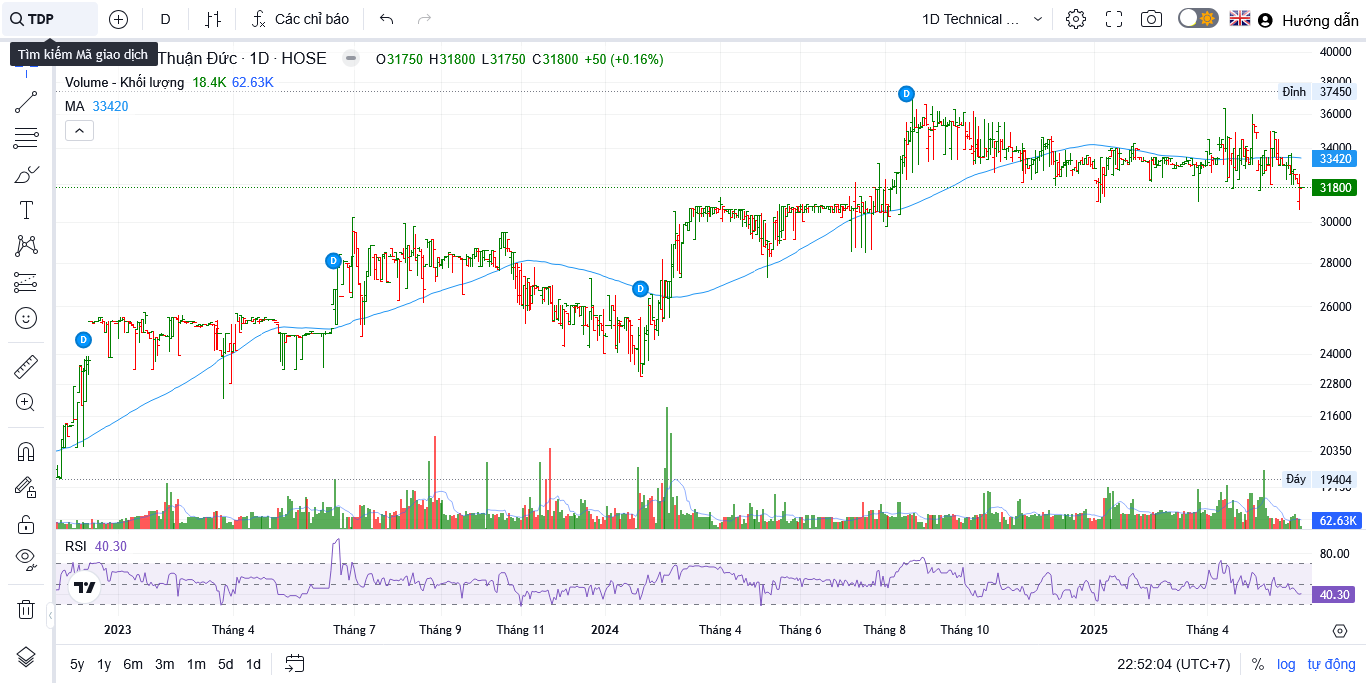 TDP
D
Các chỉ báo
1D Technical ...
Hướng dẫn
Tìm kiếm Mã giao dịch
Thuận Đức · 1D · HOSE
O31750 H31800 L31750 C31800 +50 (+0.16%)
Volume - Khối lượng 18.4K 62.63K
MA 33420
40000
38000
Đỉnh 37450
36000
34000
33420
31800
30000
28000
26000
24000
22800
21600
20350
Đáy 19404
62.63K
D
D
D
D
RSI 40.30
80.00
40.30
2023 Tháng 4 Tháng 7 Tháng 9 Tháng 11 2024 Tháng 4 Tháng 6 Tháng 8 Tháng 10 2025 Tháng 4
5y 1y 6m 3m 1m 5d 1d
22:52:04 (UTC+7) % log tự động